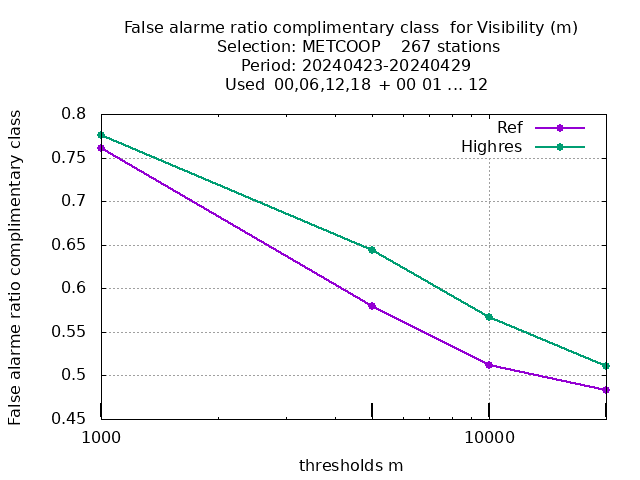 False alarme ratio complimentary class  for Visibility (m)
Selection: METCOOP    267 stations
Period: 20240423-20240429
Used  00,06,12,18  + 00 01 ... 12
False alarme ratio complimentary class
0.8
0.75
0.7
0.65
0.6
0.55
0.5
0.45
Ref
Highres
1000
10000
thresholds m